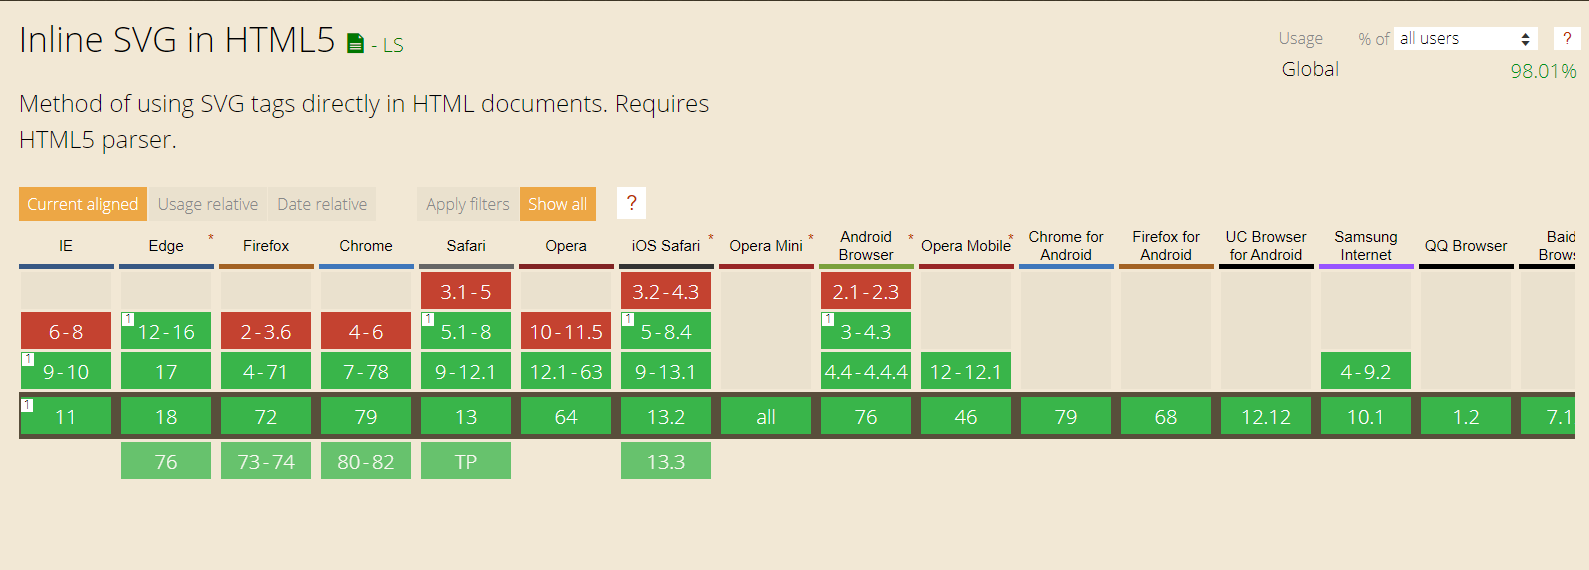 Inline SVG in HTML5 - LS
Usage % of all users ?
Global 98.01%
Method of using SVG tags directly in HTML documents. Requires
HTML5 parser.
Current aligned Usage relative Date relative Apply filters Show all ?
IE Edge * Firefox Chrome Safari Opera iOS Safari * Opera Mini * Android Browser * Opera Mobile * Chrome for Android Firefox for Android UC Browser for Android Samsung Internet QQ Browser Baid Brows
3.1-5 3.2-4.3 2.1-2.3
6-8 1 12-16 2-3.6 4-6 1 5.1-8 10-11.5 1 5-8.4 1 3-4.3
1 9-10 17 4-71 7-78 9-12.1 12.1-63 9-13.1 4.4-4.4.4 12-12.1 4-9.2
1 11 18 72 79 13 64 13.2 all 76 46 79 68 12.12 10.1 1.2 7.1
76 73-74 80-82 TP 13.3